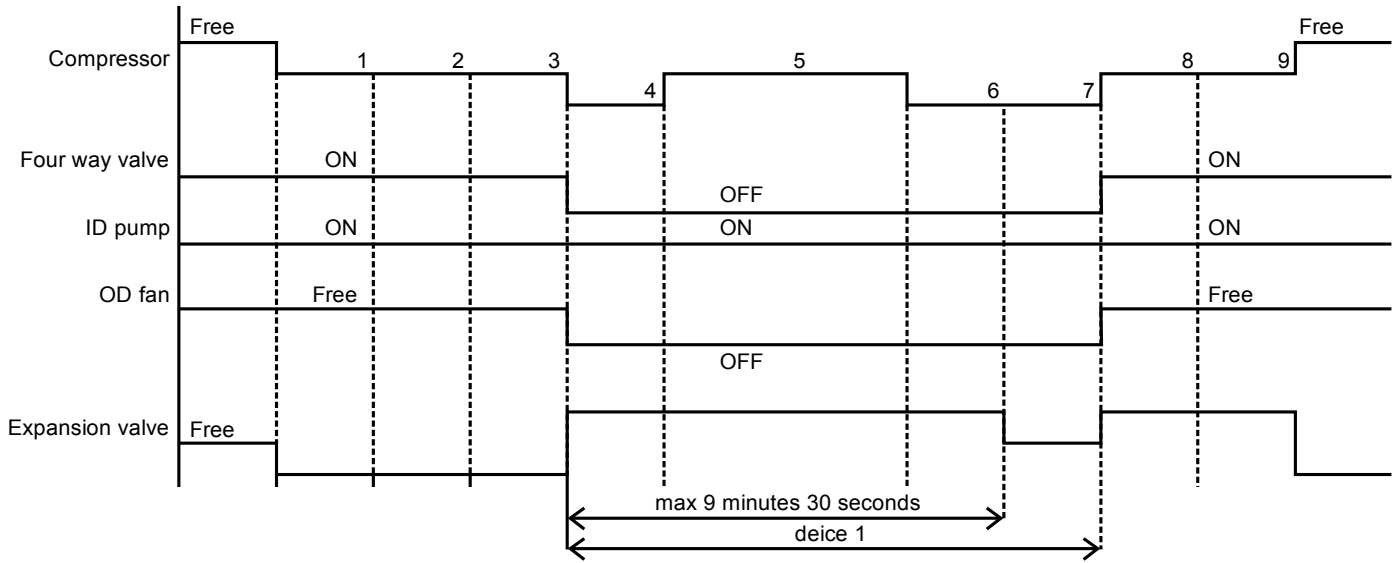 Free
Free
Compressor
1
2
3
4
5
6
7
8
9
Four way valve
ON
OFF
ON
ID pump
ON
ON
ON
OD fan
Free
OFF
Free
Expansion valve
Free
max 9 minutes 30 seconds
deice 1